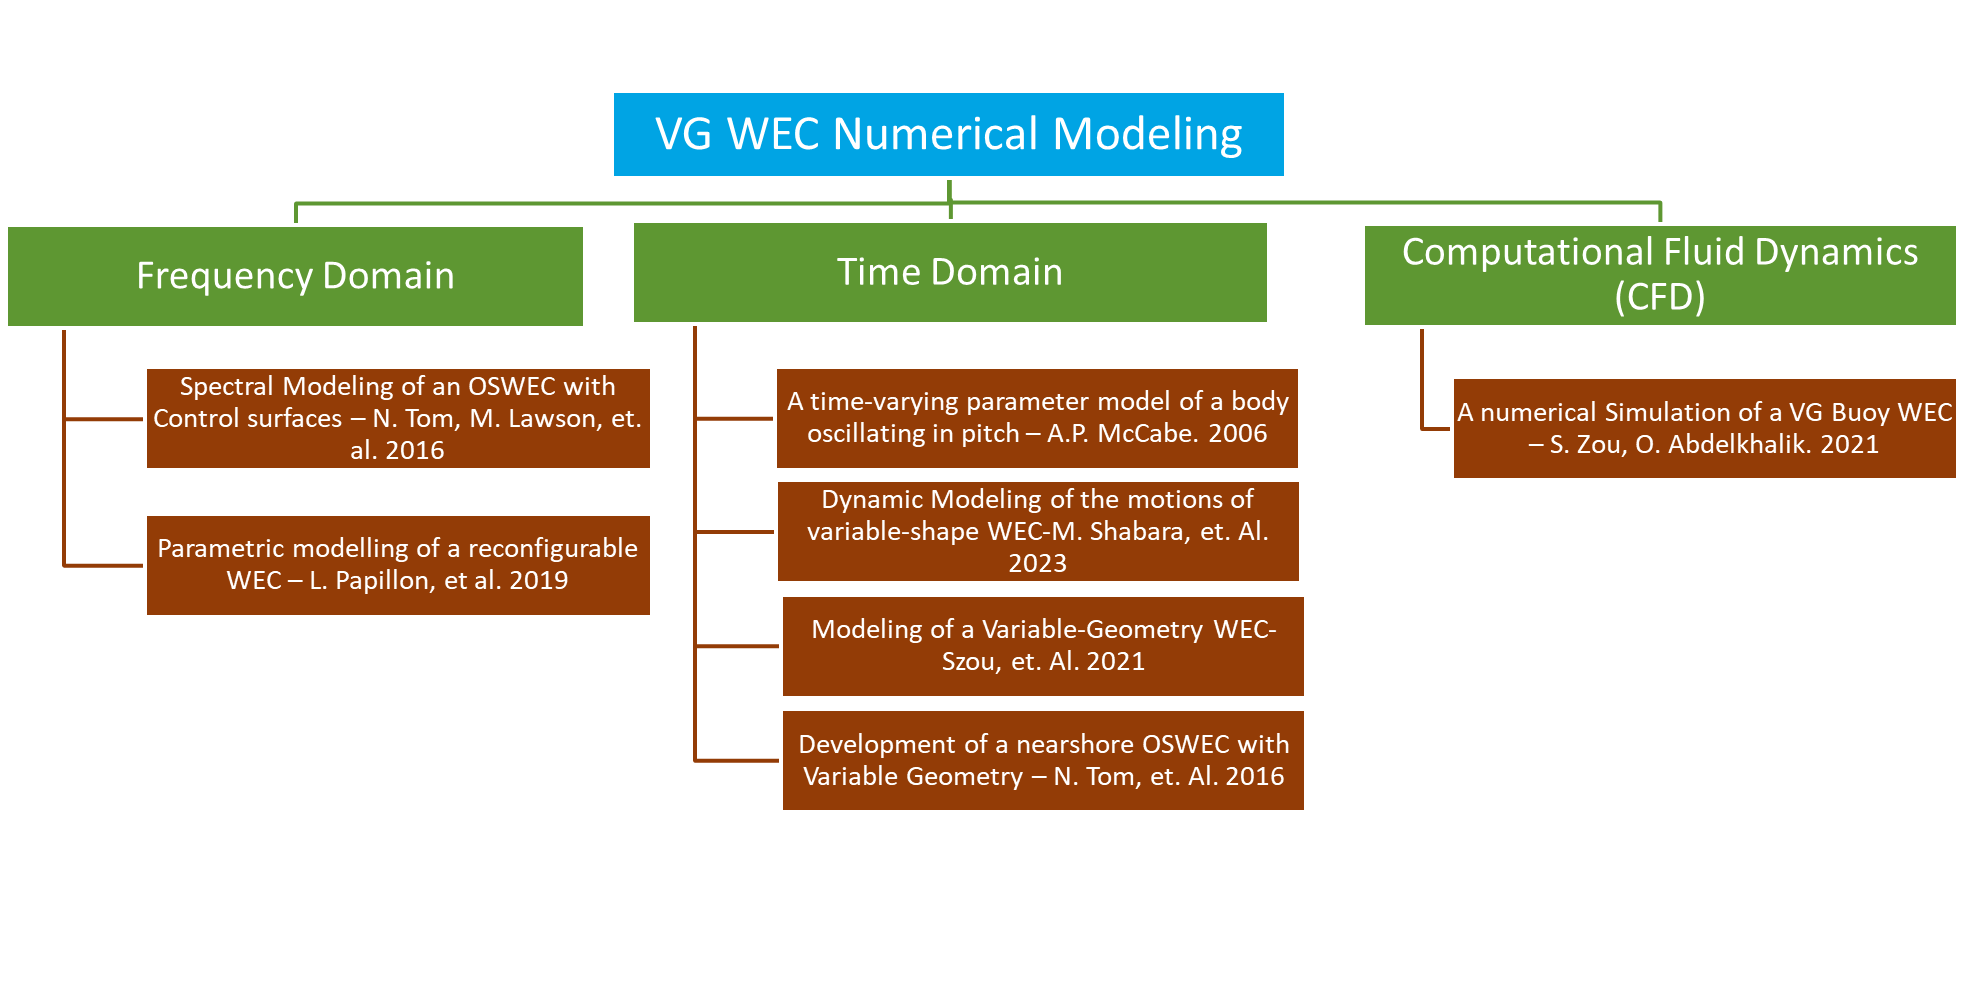 VG WEC Numerical Modeling
Frequency Domain
Spectral Modeling of an OSWEC with
Control surfaces – N. Tom, M. Lawson, et.
al. 2016
Parametric modelling of a reconfigurable
WEC – L. Papillon, et al. 2019
Time Domain
A time-varying parameter model of a body
oscillating in pitch – A.P. McCabe. 2006
Dynamic Modeling of the motions of
variable-shape WEC-M. Shabara, et. Al.
2023
Modeling of a Variable-Geometry WEC-
Szou, et. Al. 2021
Development of a nearshore OSWEC with
Variable Geometry – N. Tom, et. Al. 2016
Computational Fluid Dynamics
(CFD)
A numerical Simulation of a VG Buoy WEC
– S. Zou, O. Abdelkhalik. 2021